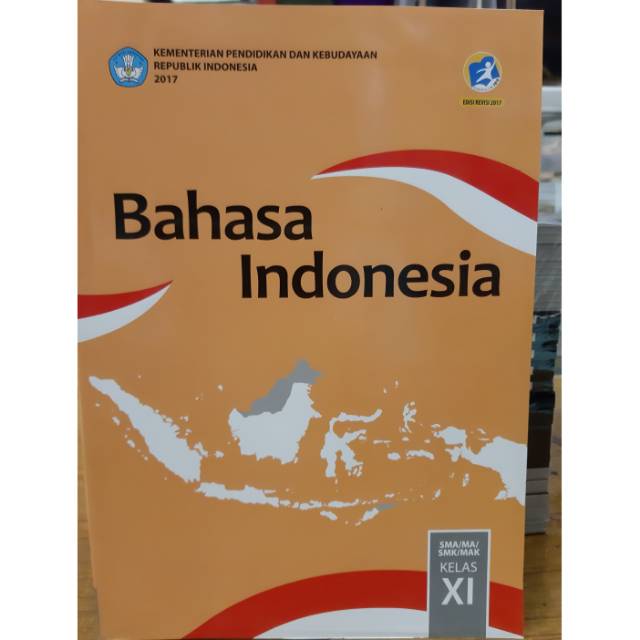 KEMENTERIAN PENDIDIKAN DAN KEBUDAYAAN
REPUBLIK INDONESIA
2017
EDISI REVISI 2017
Bahasa
Indonesia
SMA/MA/
SMK/MAK
KELAS
XI